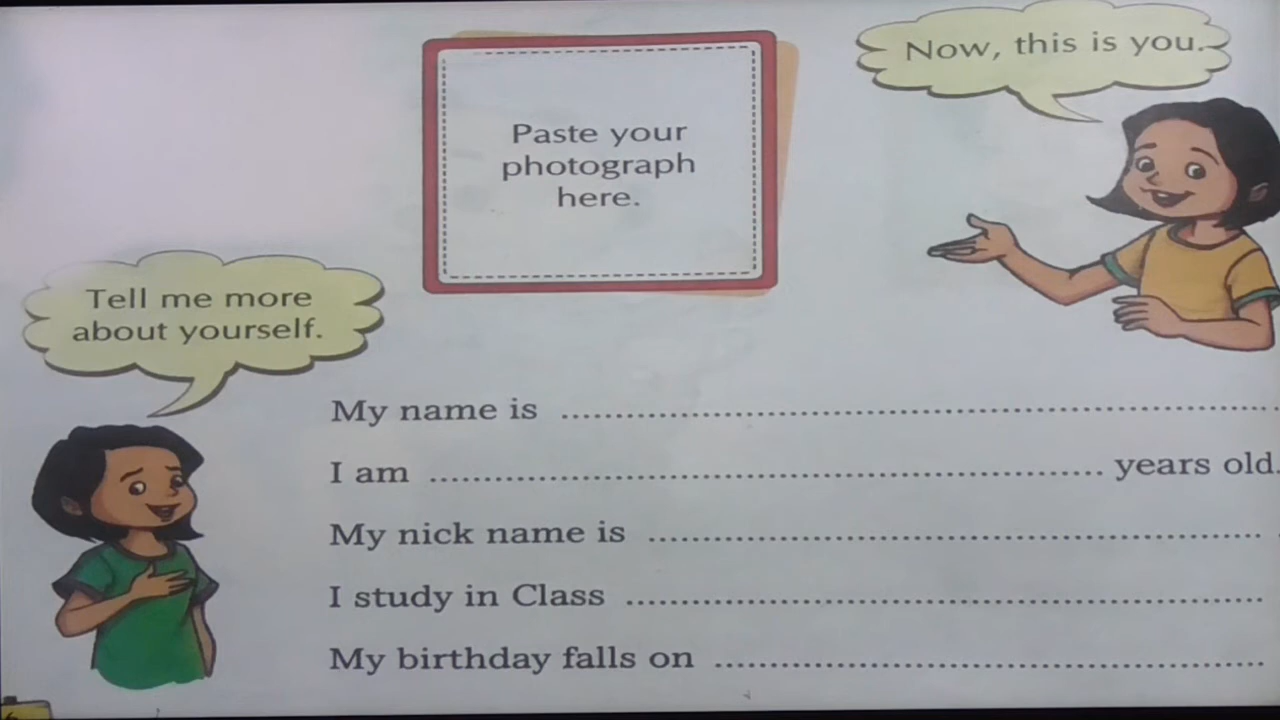 Now, this is you.
Paste your
photograph
here.
Tell me more
about yourself.
My name is ......................................................................
I am .................................................................. years old.
My nick name is ............................................................
I study in Class ..............................................................
My birthday falls on .....................................................
6